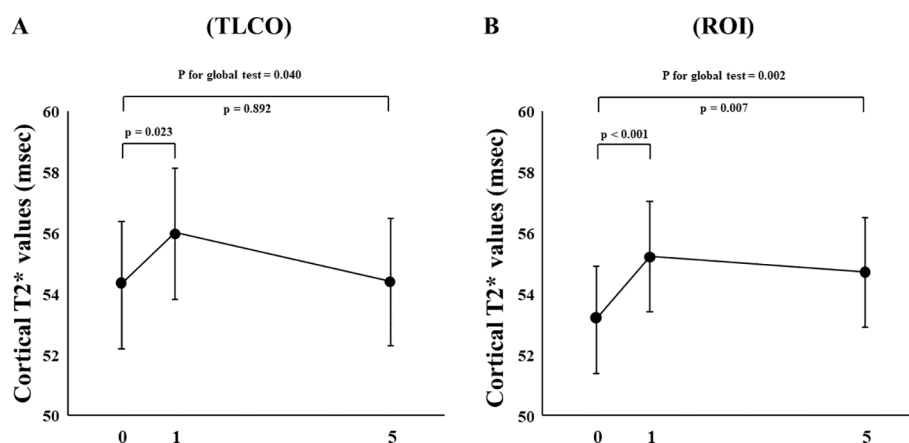 A (TLCO)
P for global test = 0.040
p = 0.892
p = 0.023
Cortical T2* values (msec)
60
58
56
54
52
50
0 1 5
B (ROI)
P for global test = 0.002
p = 0.007
p < 0.001
Cortical T2* values (msec)
60
58
56
54
52
50
0 1 5